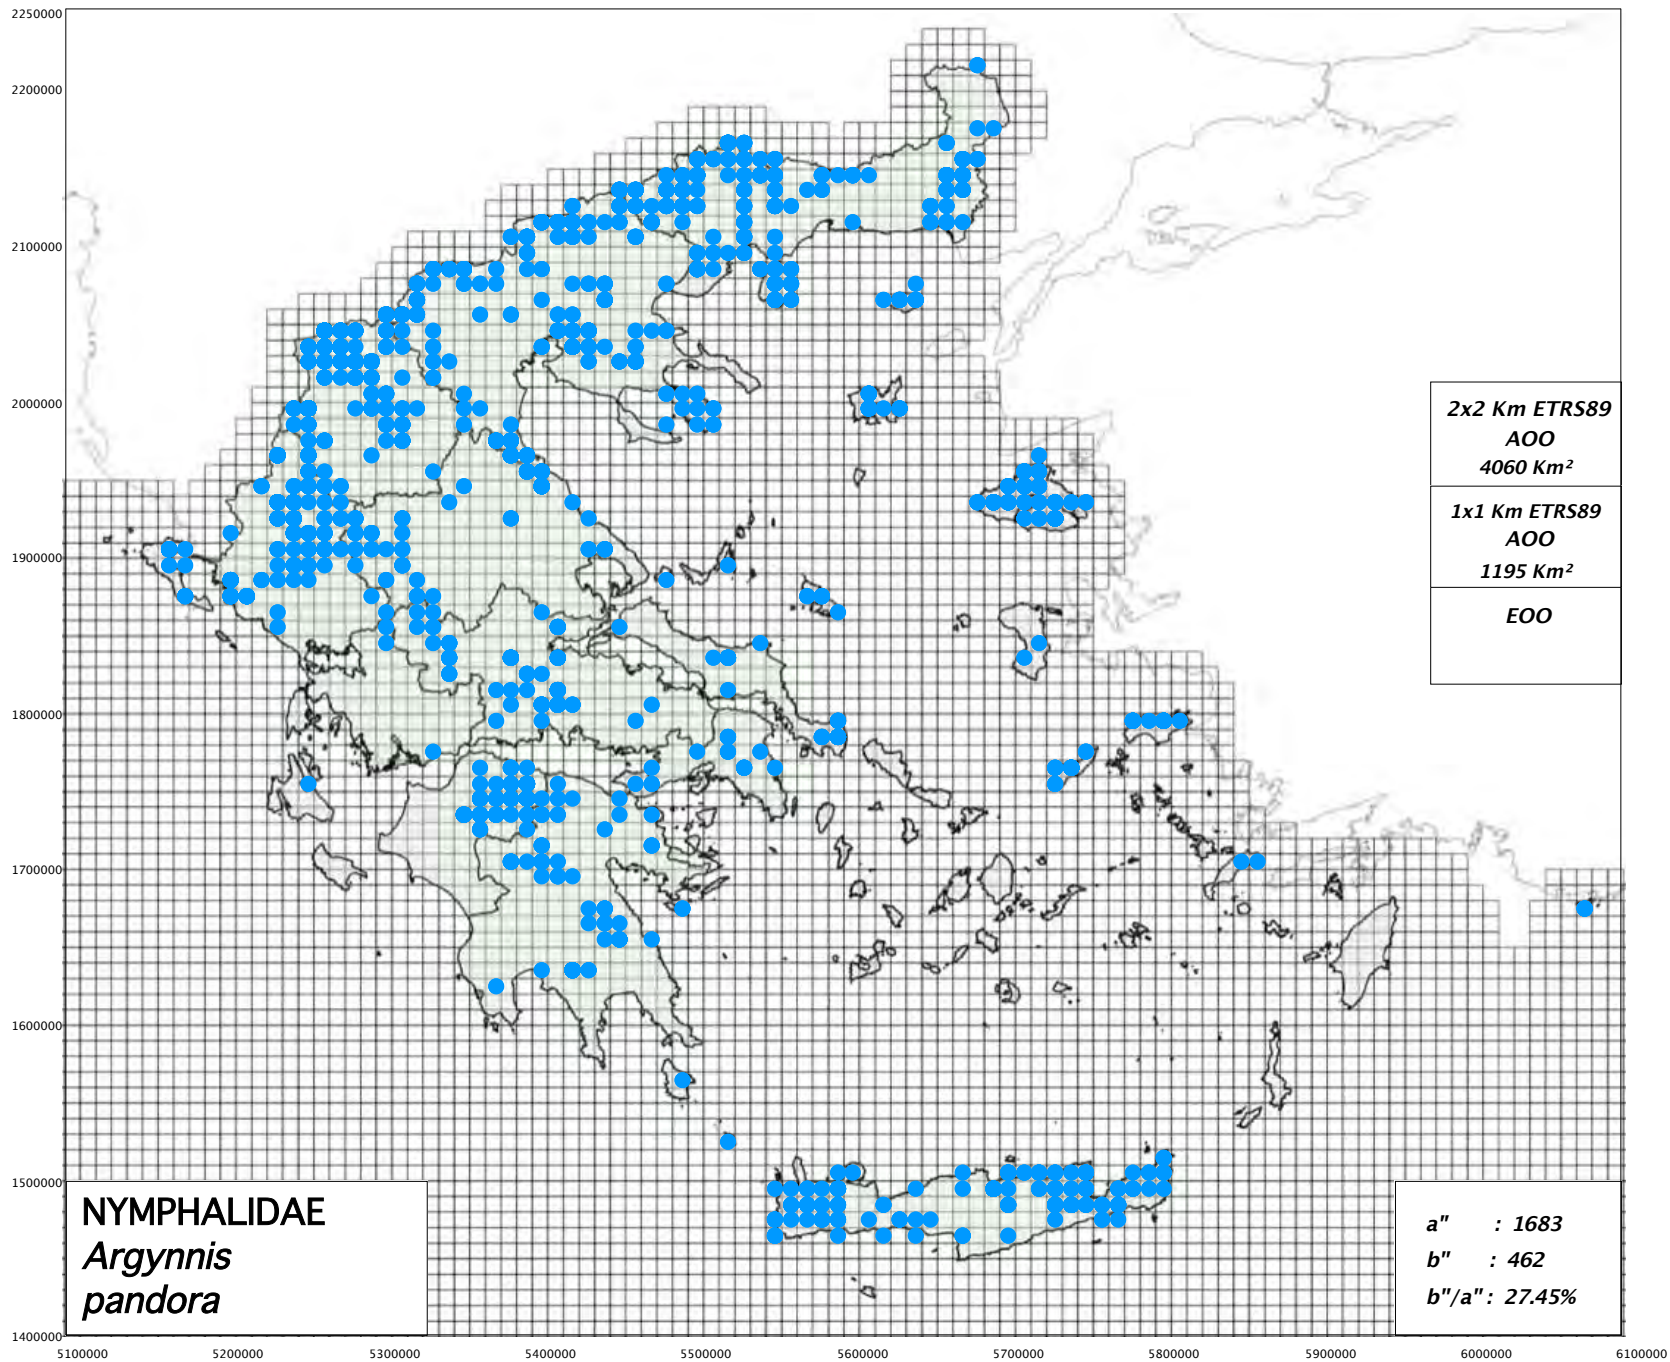 2250000
2200000
2100000
2000000
1900000
1800000
1700000
1600000
1500000
1400000
2x2 Km ETRS89
AOO
4060 Km²
1x1 Km ETRS89
AOO
1195 Km²
EOO
NYMPHALIDAE
Argynnis
pandora
a" : 1683
b" : 462
b"/a" : 27.45%
5100000 5200000 5300000 5400000 5500000 5600000 5700000 5800000 5900000 6000000 6100000